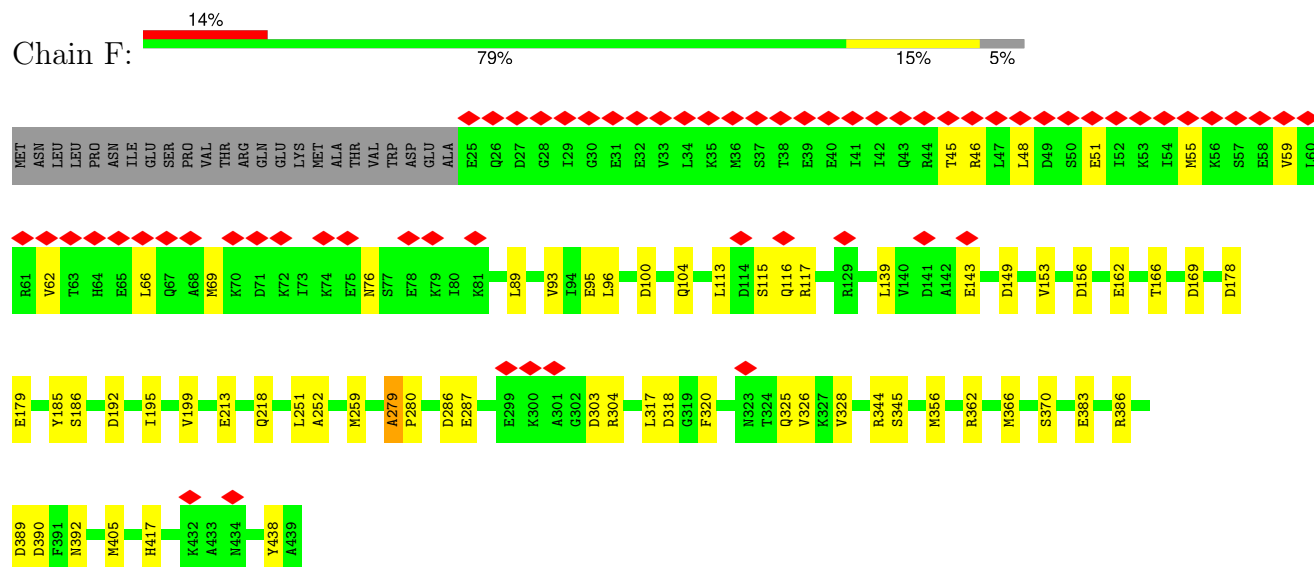 14%
Chain F:
79% 15% 5%
MET ASN LEU LEU PRO ASN ILE GLU SER PRO VAL THR ARG GLN GLU LYS MET ALA THR VAL TRP ASP GLU ALA E25 Q26 D27 G28 I29 G30 E31 E32 V33 L34 K35 M36 S37 T38 E39 E40 I41 I42 Q43 R44 T45 R46 L47 L48 D49 S50 E51 I52 K53 I54 M55 K56 S57 E58 V59 L60
R61 V62 T63 H64 E65 L66 Q67 A68 M69 K70 D71 K72 I73 K74 E75 N76 S77 E78 K79 I80 K81 L89 V93 I94 E95 L96 D100 Q104 L113 D114 S115 Q116 R117 R129 L139 V140 D141 A142 E143 D149 V153 D156 E162 T166 D169 D178
E179 Y185 S186 D192 I195 V199 E213 Q218 L251 A252 M259 A279 P280 D286 E287 E299 K300 A301 G302 D303 R304 L317 D318 G319 F320 N323 T324 Q325 V326 K327 V328 R344 S345 M356 R362 M366 S370 E383 R386
D389 D390 F391 N392 M405 H417 K432 A433 N434 Y438 A439